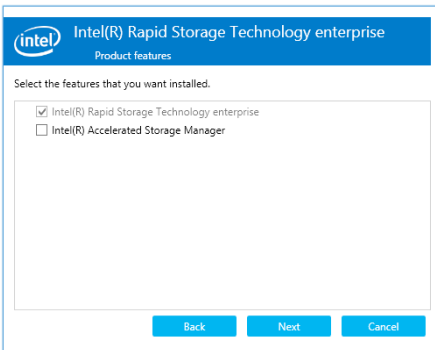 intel
Intel(R) Rapid Storage Technology enterprise
Product features
Select the features that you want installed.
Intel(R) Rapid Storage Technology enterprise
Intel(R) Accelerated Storage Manager
Back Next Cancel